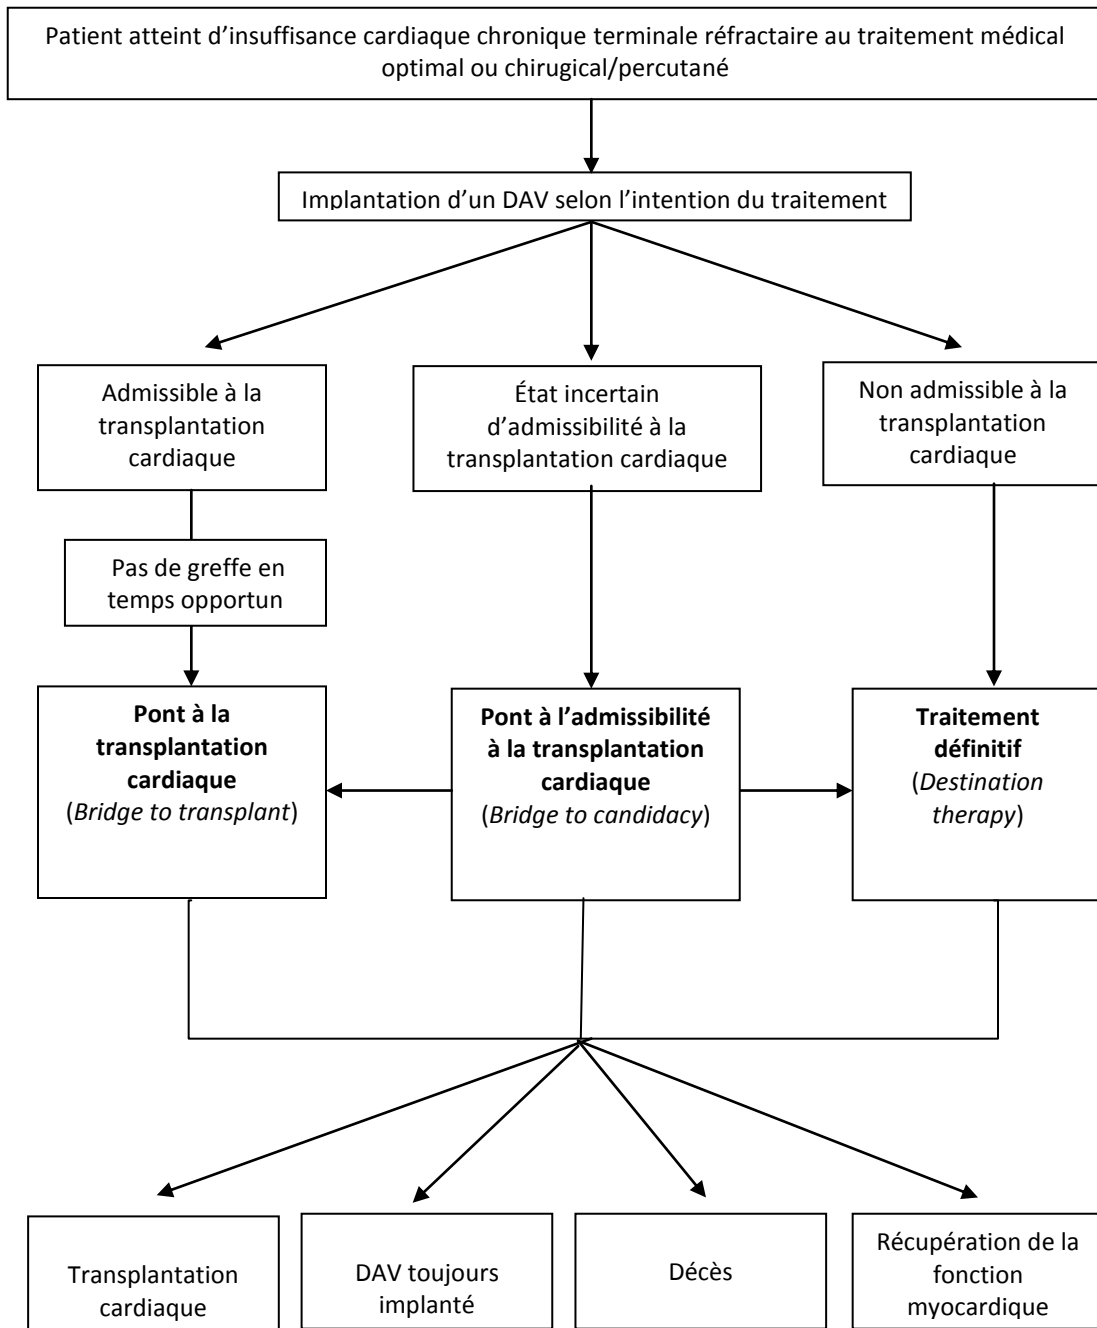 Patient atteint d’insuffisance cardiaque chronique terminale réfractaire au traitement médical
optimal ou chirugical/percutané
Implantation d’un DAV selon l’intention du traitement
Admissible à la
transplantation
cardiaque
État incertain
d’admissibilité à la
transplantation cardiaque
Non admissible à la
transplantation
cardiaque
Pas de greffe en
temps opportun
Pont à la
transplantation
cardiaque
(Bridge to transplant)
Pont à l’admissibilité
à la transplantation
cardiaque
(Bridge to candidacy)
Traitement
définitif
(Destination
therapy)
Transplantation
cardiaque
DAV toujours
implanté
Décès
Récupération de la
fonction
myocardique